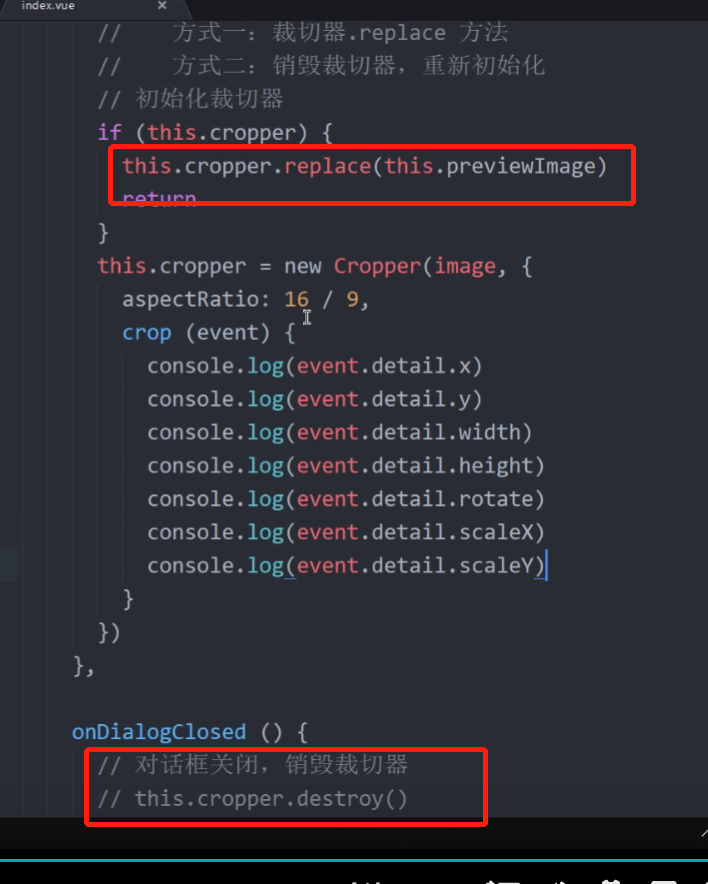 index.vue ×
// 方式一：裁切器.replace 方法
// 方式二：销毁裁切器，重新初始化
// 初始化裁切器
if (this.cropper) {
this.cropper.replace(this.previewImage)
return
}
this.cropper = new Cropper(image, {
aspectRatio: 16 / 9,
crop (event) {
console.log(event.detail.x)
console.log(event.detail.y)
console.log(event.detail.width)
console.log(event.detail.height)
console.log(event.detail.rotate)
console.log(event.detail.scaleX)
console.log(event.detail.scaleY)
}
})
},
onDialogClosed () {
// 对话框关闭，销毁裁切器
// this.cropper.destroy()